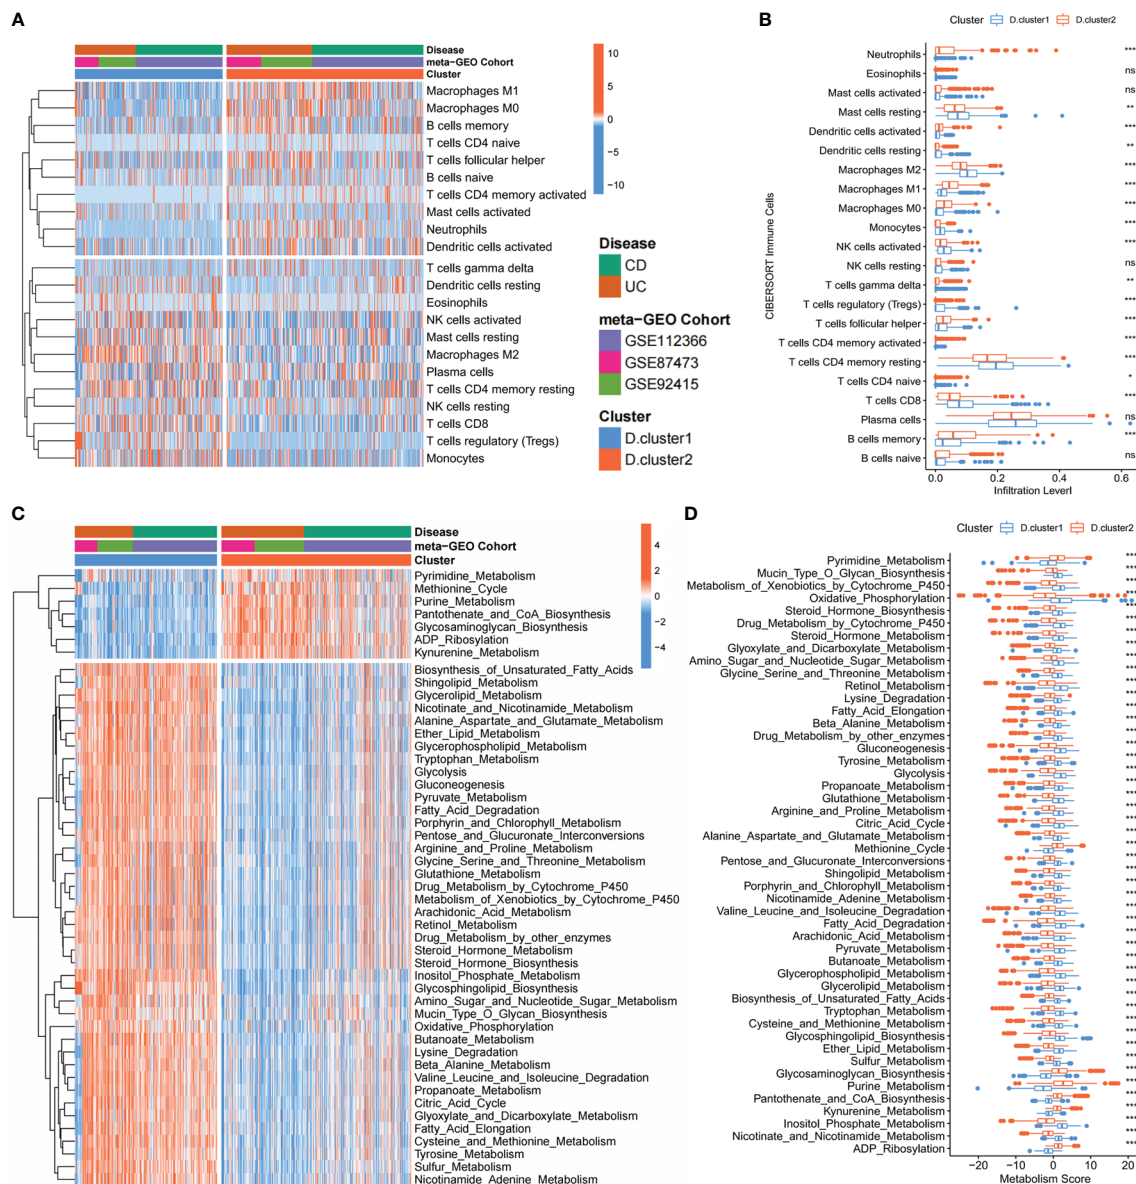 A
Disease
meta-GEO Cohort
Cluster
Macrophages M1
Macrophages M0
B cells memory
T cells CD4 naive
T cells follicular helper
B cells naive
T cells CD4 memory activated
Mast cells activated
Neutrophils
Dendritic cells activated
T cells gamma delta
Dendritic cells resting
Eosinophils
NK cells activated
Mast cells resting
Macrophages M2
Plasma cells
T cells CD4 memory resting
NK cells resting
T cells CD8
T cells regulatory (Tregs)
Monocytes
10
5
0
−5
−10
Disease
CD
UC
meta-GEO Cohort
GSE112366
GSE87473
GSE92415
Cluster
D.cluster1
D.cluster2
B
Cluster D.cluster1 D.cluster2
CIBERSORT Immune Cells
Neutrophils ***
Eosinophils ns
Mast cells activated ns
Mast cells resting **
Dendritic cells activated ***
Dendritic cells resting **
Macrophages M2 ***
Macrophages M1 ***
Macrophages M0 ***
Monocytes ***
NK cells activated ***
NK cells resting ns
T cells gamma delta **
T cells regulatory (Tregs) ***
T cells follicular helper ***
T cells CD4 memory activated ***
T cells CD4 memory resting ***
T cells CD4 naive *
T cells CD8 ***
Plasma cells ns
B cells memory ***
B cells naive ns
0.0 0.2 0.4 0.6
Infiltration Leverl
C
Disease
meta-GEO Cohort
Cluster
Pyrimidine_Metabolism
Methionine_Cycle
Purine_Metabolism
Pantothenate_and_CoA_Biosynthesis
Glycosaminoglycan_Biosynthesis
ADP_Ribosylation
Kynurenine_Metabolism
Biosynthesis_of_Unsaturated_Fatty_Acids
Shingolipid_Metabolism
Glycerolipid_Metabolism
Nicotinate_and_Nicotinamide_Metabolism
Alanine_Aspartate_and_Glutamate_Metabolism
Ether_Lipid_Metabolism
Glycerophospholipid_Metabolism
Tryptophan_Metabolism
Glycolysis
Gluconeogenesis
Pyruvate_Metabolism
Fatty_Acid_Degradation
Porphyrin_and_Chlorophyll_Metabolism
Pentose_and_Glucuronate_Interconversions
Arginine_and_Proline_Metabolism
Glycine_Serine_and_Threonine_Metabolism
Glutathione_Metabolism
Drug_Metabolism_by_Cytochrome_P450
Metabolism_of_Xenobiotics_by_Cytochrome_P450
Arachidonic_Acid_Metabolism
Retinol_Metabolism
Drug_Metabolism_by_other_enzymes
Steroid_Hormone_Metabolism
Steroid_Hormone_Biosynthesis
Inositol_Phosphate_Metabolism
Glycosphingolipid_Biosynthesis
Amino_Sugar_and_Nucleotide_Sugar_Metabolism
Mucin_Type_O_Glycan_Biosynthesis
Oxidative_Phosphorylation
Butanoate_Metabolism
Lysine_Degradation
Beta_Alanine_Metabolism
Valine_Leucine_and_Isoleucine_Degradation
Propanoate_Metabolism
Citric_Acid_Cycle
Glyoxylate_and_Dicarboxylate_Metabolism
Fatty_Acid_Elongation
Cysteine_and_Methionine_Metabolism
Tyrosine_Metabolism
Sulfur_Metabolism
Nicotinamide_Adenine_Metabolism
4
2
0
−2
−4
D
Cluster D.cluster1 D.cluster2
Pyrimidine_Metabolism ***
Mucin_Type_O_Glycan_Biosynthesis ***
Metabolism_of_Xenobiotics_by_Cytochrome_P450 ***
Oxidative_Phosphorylation ***
Steroid_Hormone_Biosynthesis ***
Drug_Metabolism_by_Cytochrome_P450 ***
Steroid_Hormone_Metabolism ***
Glyoxylate_and_Dicarboxylate_Metabolism ***
Amino_Sugar_and_Nucleotide_Sugar_Metabolism ***
Glycine_Serine_and_Threonine_Metabolism ***
Retinol_Metabolism ***
Lysine_Degradation ***
Fatty_Acid_Elongation ***
Beta_Alanine_Metabolism ***
Drug_Metabolism_by_other_enzymes ***
Gluconeogenesis ***
Tyrosine_Metabolism ***
Glycolysis ***
Propanoate_Metabolism ***
Glutathione_Metabolism ***
Arginine_and_Proline_Metabolism ***
Citric_Acid_Cycle ***
Alanine_Aspartate_and_Glutamate_Metabolism ***
Methionine_Cycle ***
Pentose_and_Glucuronate_Interconversions ***
Shingolipid_Metabolism ***
Porphyrin_and_Chlorophyll_Metabolism ***
Nicotinamide_Adenine_Metabolism ***
Valine_Leucine_and_Isoleucine_Degradation ***
Fatty_Acid_Degradation ***
Arachidonic_Acid_Metabolism ***
Pyruvate_Metabolism ***
Butanoate_Metabolism ***
Glycerophospholipid_Metabolism ***
Glycerolipid_Metabolism ***
Biosynthesis_of_Unsaturated_Fatty_Acids ***
Tryptophan_Metabolism ***
Cysteine_and_Methionine_Metabolism ***
Glycosphingolipid_Biosynthesis ***
Ether_Lipid_Metabolism ***
Sulfur_Metabolism ***
Glycosaminoglycan_Biosynthesis ***
Purine_Metabolism ***
Pantothenate_and_CoA_Biosynthesis ***
Kynurenine_Metabolism ***
Inositol_Phosphate_Metabolism ***
Nicotinate_and_Nicotinamide_Metabolism ***
ADP_Ribosylation ***
−20 −10 0 10 20
Metabolism Score